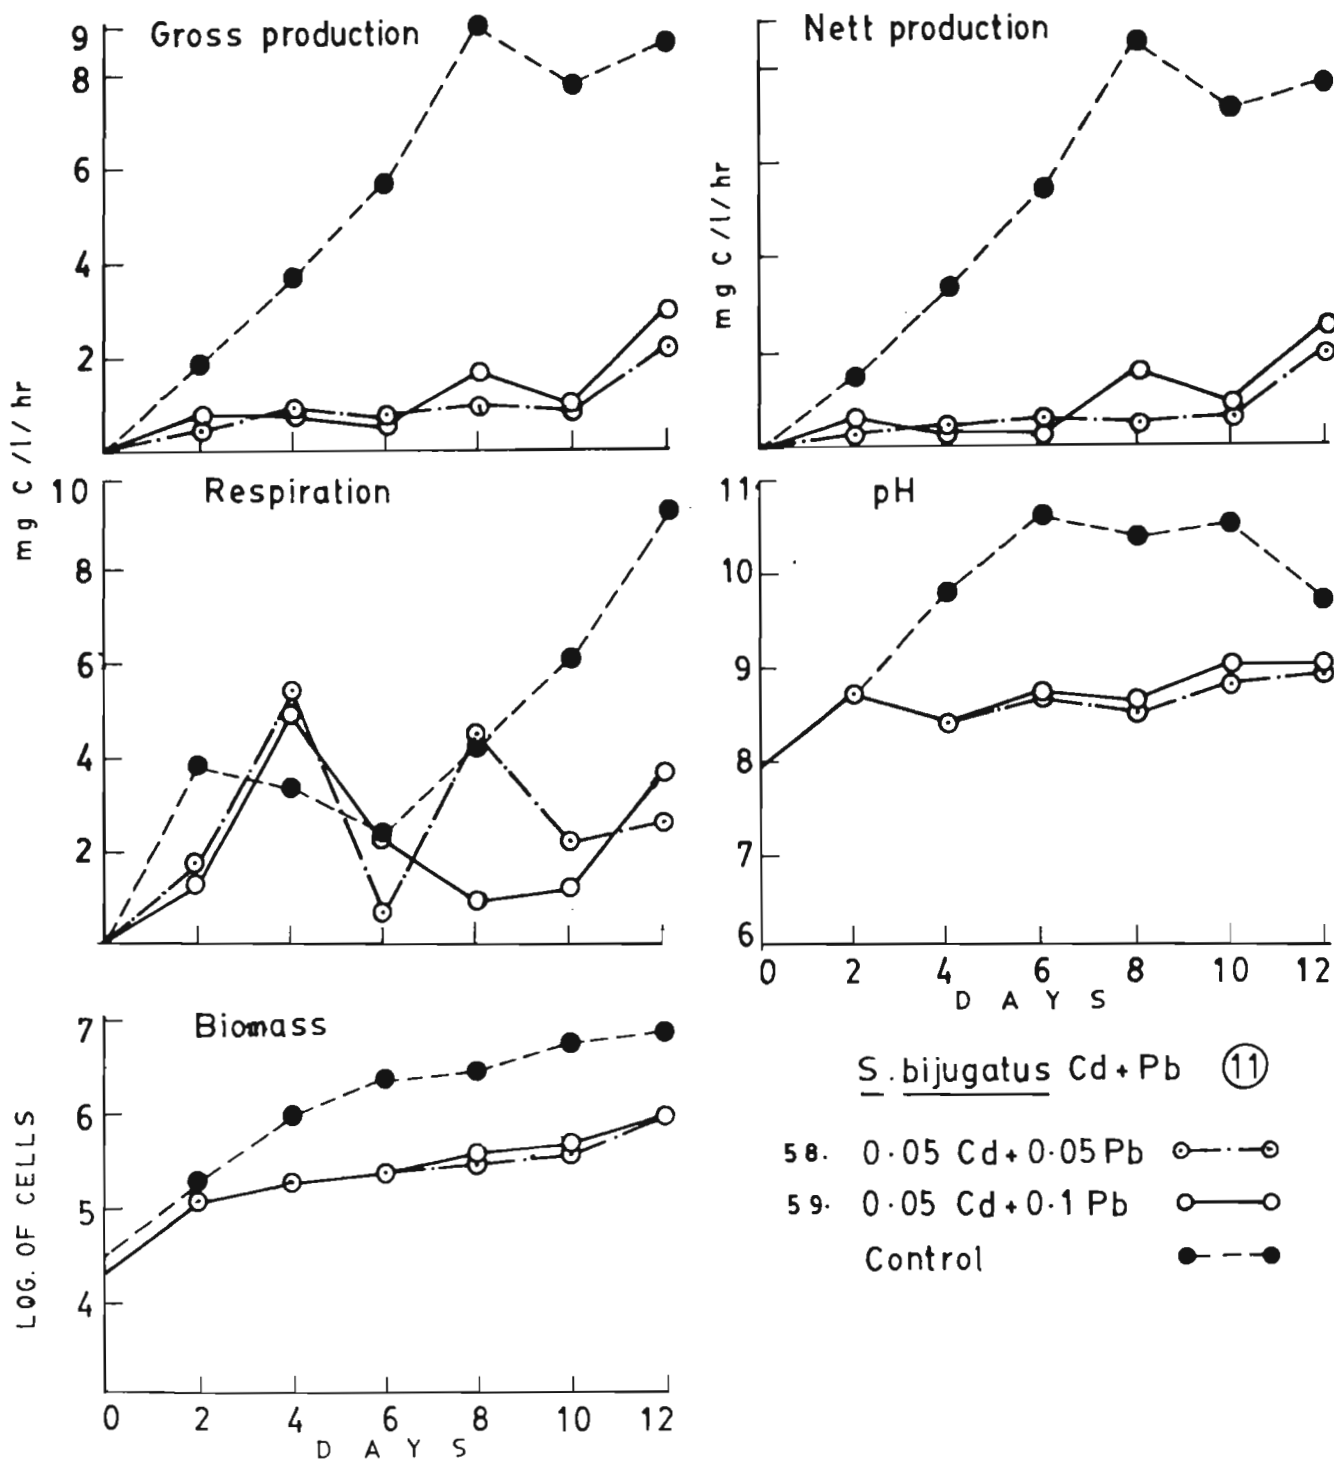 Gross production
9
8
6
4
2
mg C/l/hr
Nett production
mg C/l/hr
Respiration
10
8
6
4
2
pH
11
10
9
8
7
6
0 2 4 6 8 10 12
DAYS
Biomass
7
6
5
4
LOG. OF CELLS
0 2 4 6 8 10 12
DAYS
S. bijugatus Cd+Pb 11
58. 0.05 Cd+0.05 Pb
59. 0.05 Cd+0.1 Pb
Control